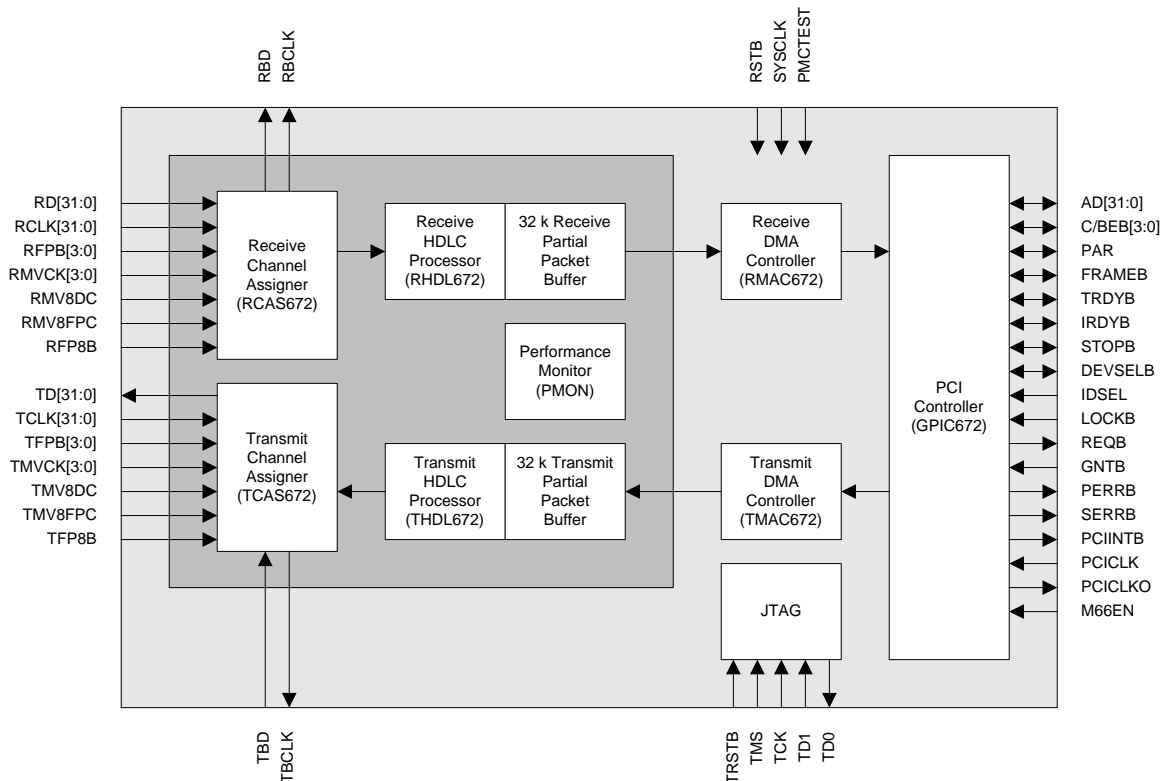 RBD
RBCLK
RSTB
SYSCLK
PMCTEST
RD[31:0]
RCLK[31:0]
RFPB[3:0]
RMVCK[3:0]
RMV8DC
RMV8FPC
RFP8B
TD[31:0]
TCLK[31:0]
TFPB[3:0]
TMVCK[3:0]
TMV8DC
TMV8FPC
TFP8B
Receive
Channel
Assigner
(RCAS672)
Receive
HDLC
Processor
(RHDL672)
32 k Receive
Partial
Packet
Buffer
Receive
DMA
Controller
(RMAC672)
Performance
Monitor
(PMON)
Transmit
Channel
Assigner
(TCAS672)
Transmit
HDLC
Processor
(THDL672)
32 k Transmit
Partial
Packet
Buffer
Transmit
DMA
Controller
(TMAC672)
JTAG
PCI
Controller
(GPIC672)
AD[31:0]
C/BEB[3:0]
PAR
FRAMEB
TRDYB
IRDYB
STOPB
DEVSELB
IDSEL
LOCKB
REQB
GNTB
PERRB
SERRB
PCIINTB
PCICLK
PCICLKO
M66EN
TBD
TBCLK
TRSTB
TMS
TCK
TD1
TD0